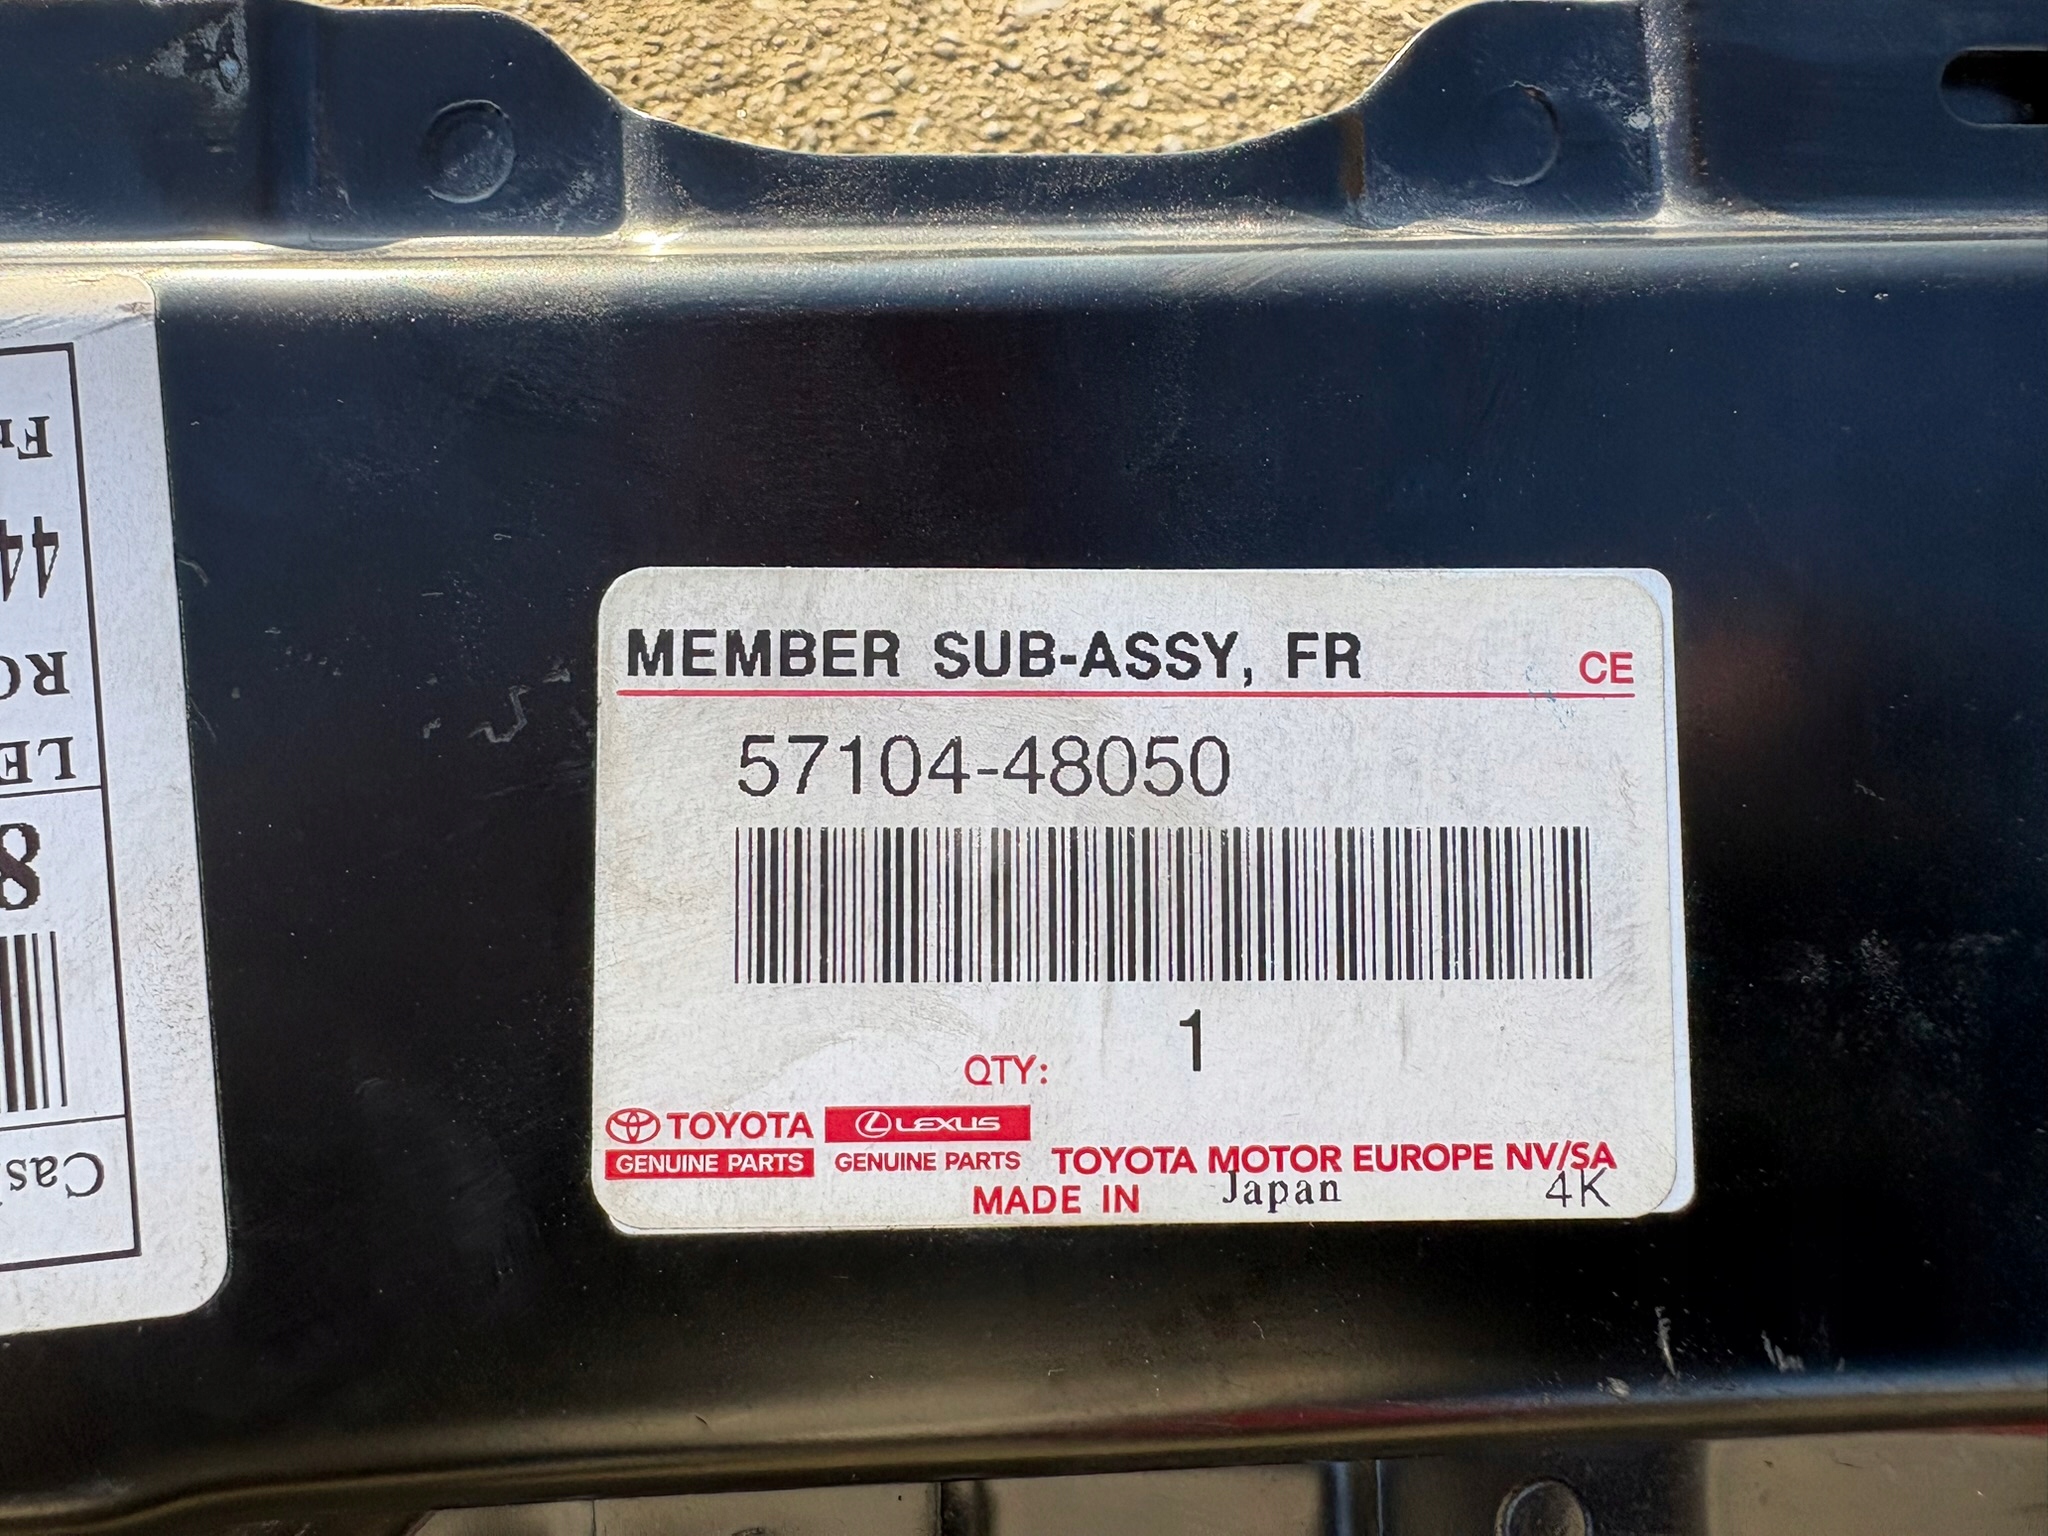 MEMBER SUB-ASSY, FR
CE
57104-48050
1
QTY:
TOYOTA
GENUINE PARTS
LEXUS
GENUINE PARTS
TOYOTA MOTOR EUROPE NV/SA
MADE IN Japan
4K
8